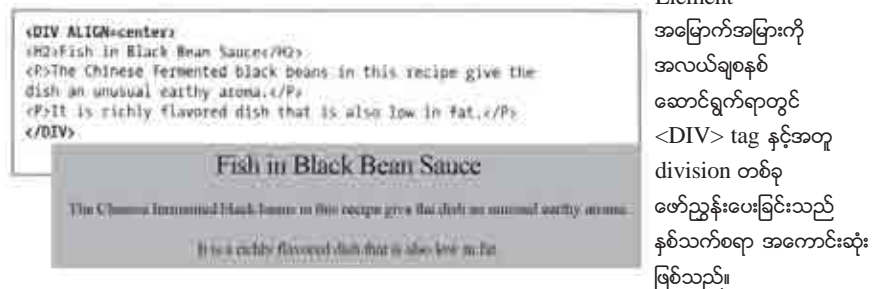 <DIV ALIGN=center>
<H2>Fish in Black Bean Sauce</H2>
<P>The Chinese Fermented black beans in this recipe give the
dish an unusual earthy aroma.</P>
<P>It is richly flavored dish that is also low in fat.</P>
</DIV>
Fish in Black Bean Sauce
The Chinese fermented black beans in this recipe give the dish an unusual earthy aroma.
It is a richly flavored dish that is also low in fat.
Element
အမြောက်အမြားကို
အလယ်ချစနစ်
ဆောင်ရွက်ရာတွင်
<DIV> tag နှင့်အတူ
division တစ်ခု
ဖော်ညွှန်းပေးခြင်းသည်
နှစ်သက်စရာ အကောင်းဆုံး
ဖြစ်သည်။